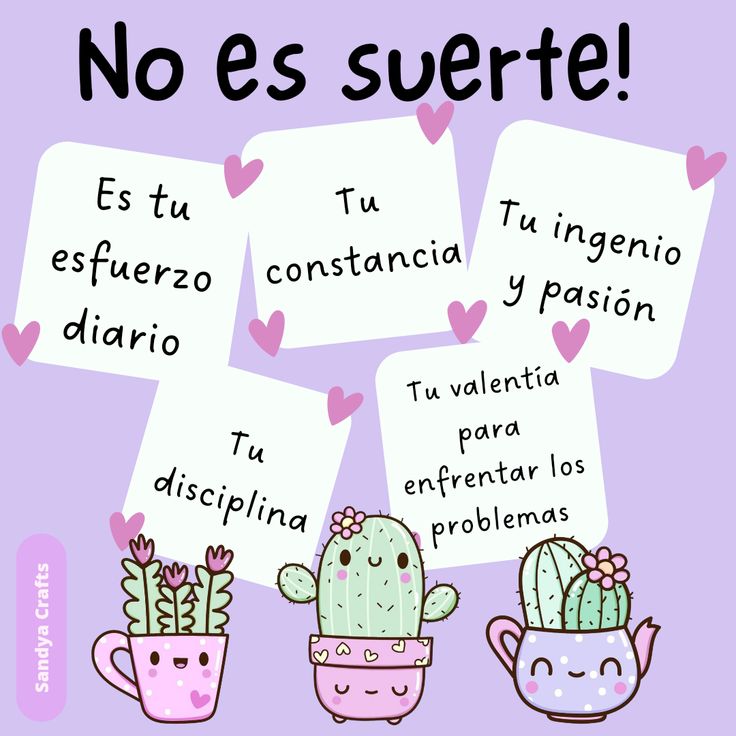 No es suerte!
Es tu
esfuerzo
diario
Tu
constancia
Tu ingenio
y pasión
Tu
disciplina
Tu valentía
para
enfrentar los
problemas
Sandya Crafts